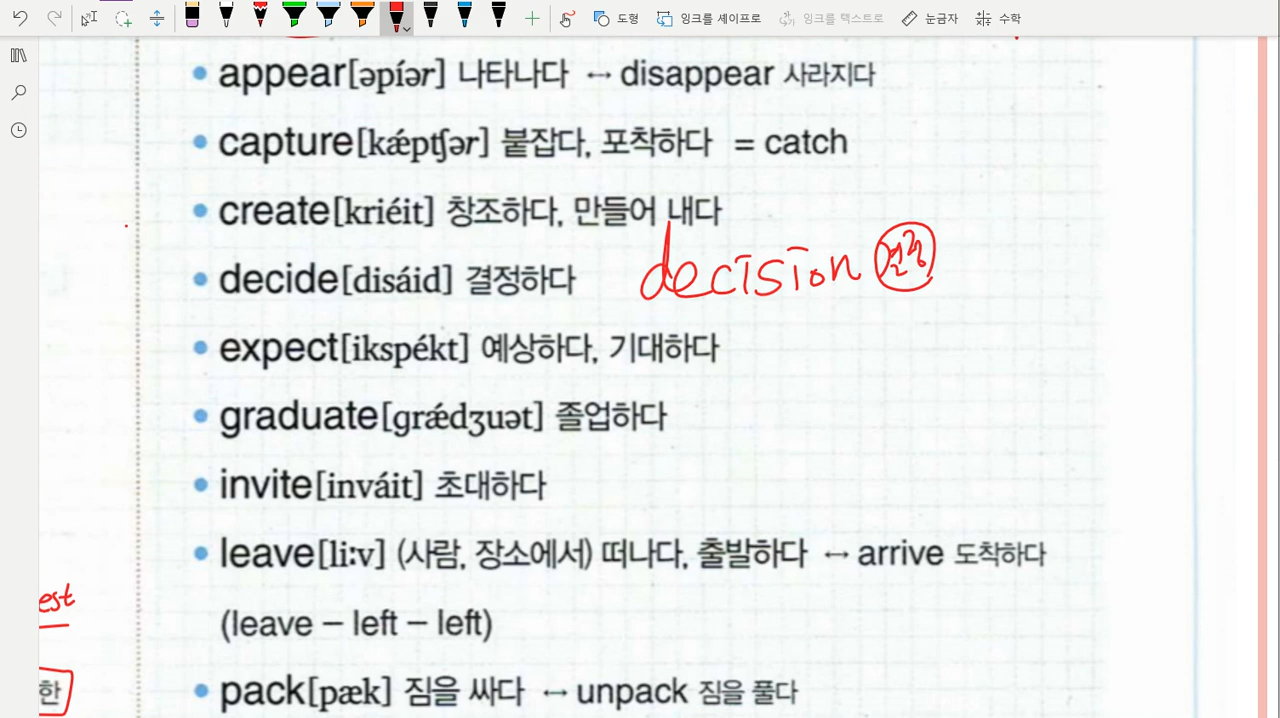 도형 잉크를 셰이프로 잉크를 텍스트로 눈금자 수학
appear[əpíər] 나타나다 ↔ disappear 사라지다
capture[kǽptʃər] 붙잡다, 포착하다 = catch
create[kriéit] 창조하다, 만들어 내다
decide[disáid] 결정하다 decision
expect[ikspékt] 예상하다, 기대하다
graduate[grǽdʒuət] 졸업하다
invite[inváit] 초대하다
leave[li:v] (사람, 장소에서) 떠나다, 출발하다 ↔ arrive 도착하다
est
(leave – left – left)
한
pack[pæk] 짐을 싸다 ↔ unpack 짐을 풀다